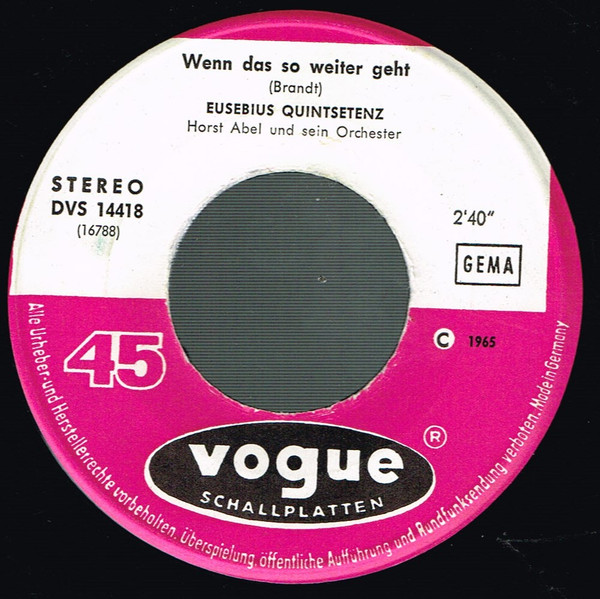 Wenn das so weiter geht
(Brandt)
EUSEBIUS QUINTSETENZ
Horst Abel und sein Orchester
STEREO
DVS 14418
(16788)
2'40"
GEMA
45
C 1965
vogue ®
SCHALLPLATTEN
Alle Urheber-und Herstellerrechte vorbehalten. Überspielung, öffentliche Aufführung und Rundfunksendung verboten. Made in Germany